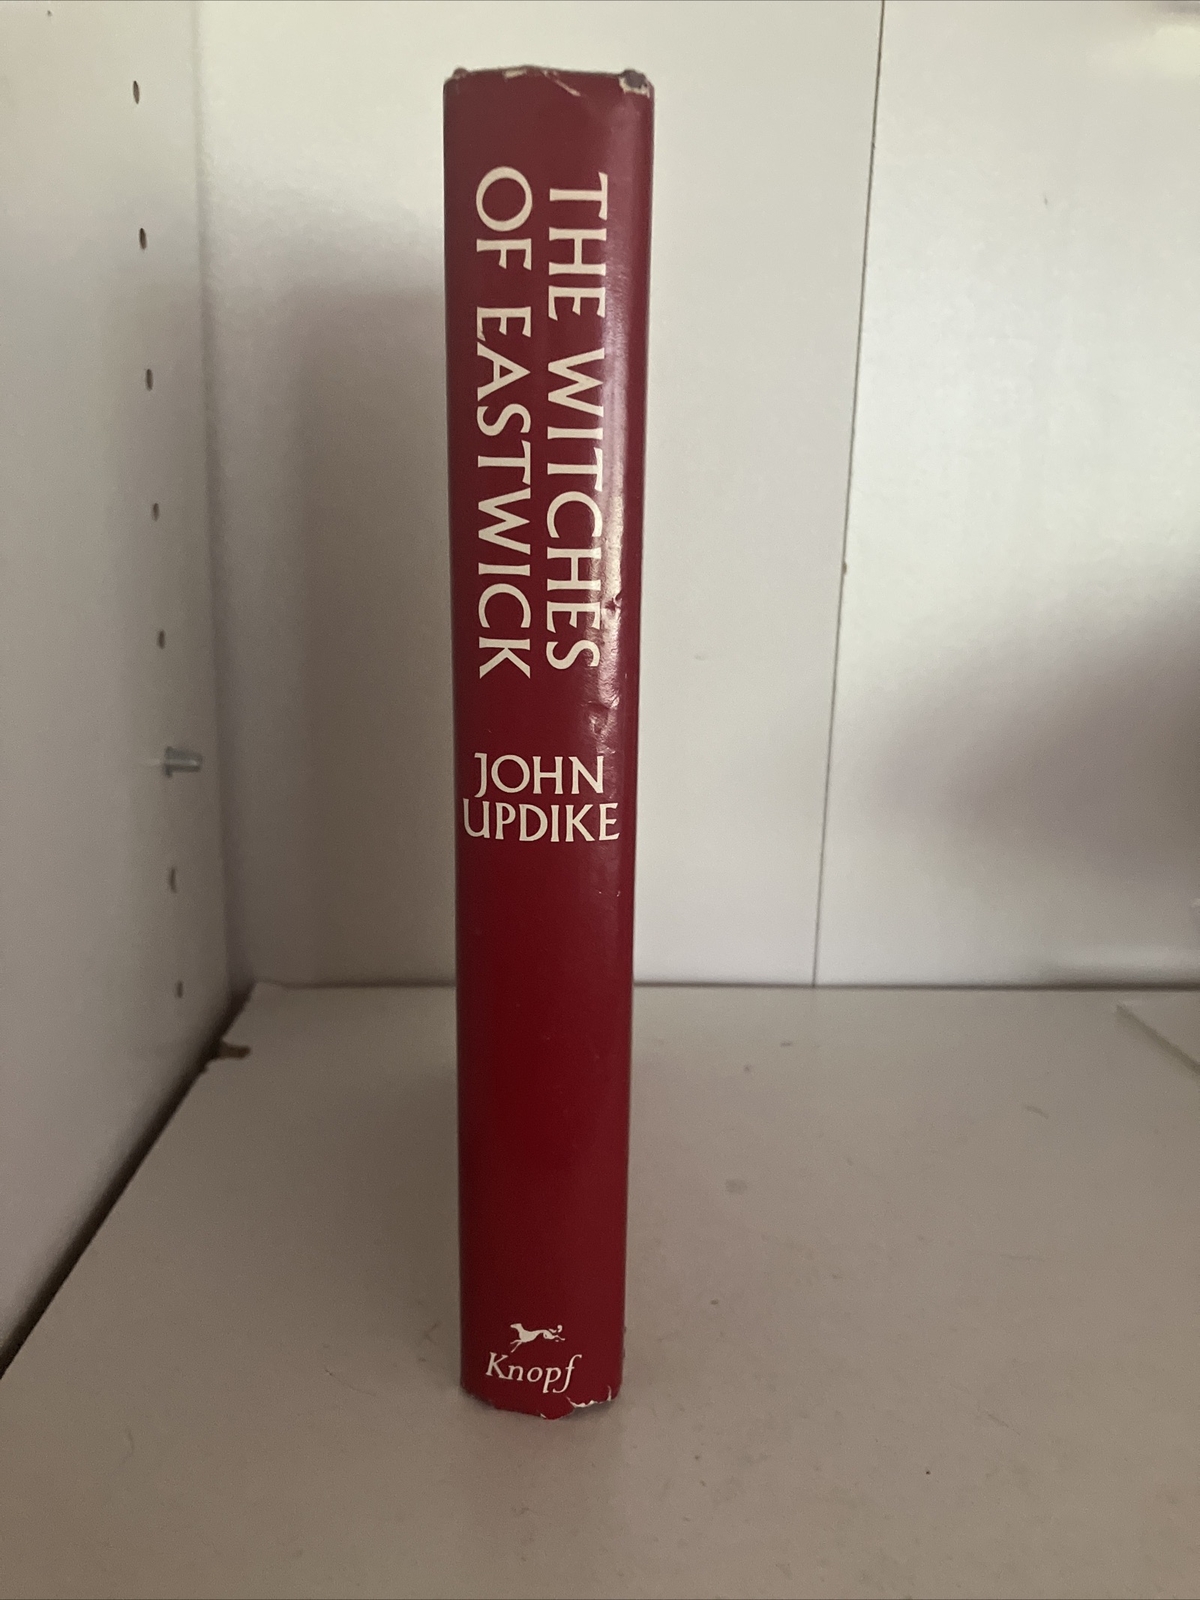 THE WITCHES
OF EASTWICK
JOHN
UPDIKE
Knopf